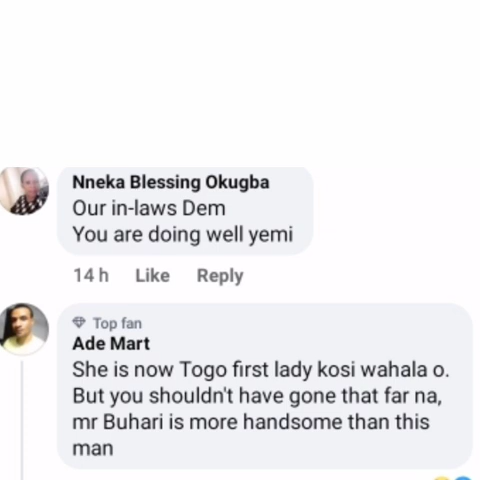 Nneka Blessing Okugba
Our in-laws Dem
You are doing well yemi
14 h Like Reply
Top fan
Ade Mart
She is now Togo first lady kosi wahala o.
But you shouldn't have gone that far na,
mr Buhari is more handsome than this
man